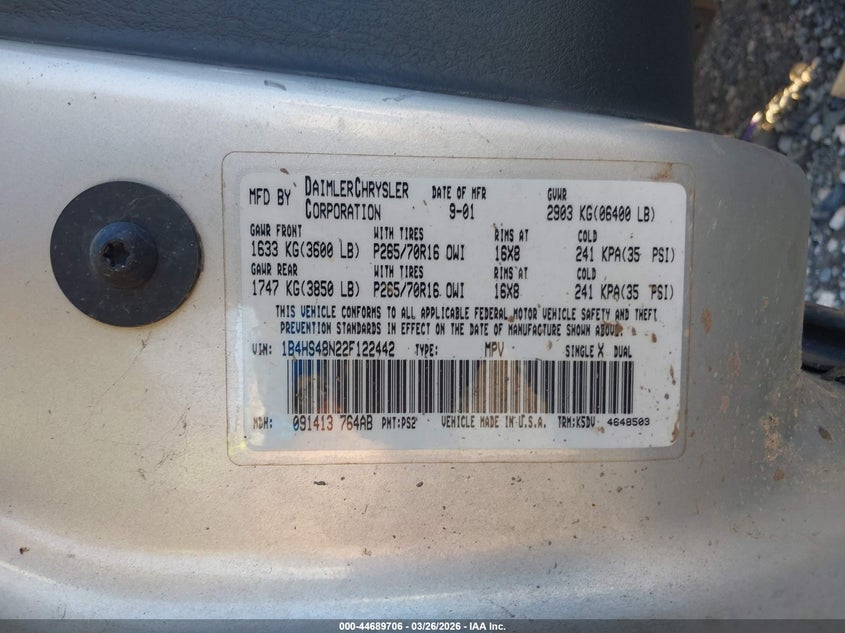 MFD BY DAIMLERCHRYSLER CORPORATION DATE OF MFR 9-01 GVWR 2903 KG(06400 LB)
GAWR FRONT WITH TIRES RIMS AT COLD
1633 KG(3600 LB) P265/70R16 OWI 16X8 241 KPA(35 PSI)
GAWR REAR WITH TIRES RIMS AT COLD
1747 KG(3850 LB) P265/70R16 OWI 16X8 241 KPA(35 PSI)
THIS VEHICLE CONFORMS TO ALL APPLICABLE FEDERAL MOTOR VEHICLE SAFETY AND THEFT
PREVENTION STANDARDS IN EFFECT ON THE DATE OF MANUFACTURE SHOWN ABOVE.
VIN: 1B4HS48N22F122442 TYPE: MPV SINGLE X DUAL
MDH: 091413 764AB PNT:PS2 VEHICLE MADE IN U.S.A. TRM:K5DV 4648503
000-44689706 - 03/26/2026 - IAA Inc.